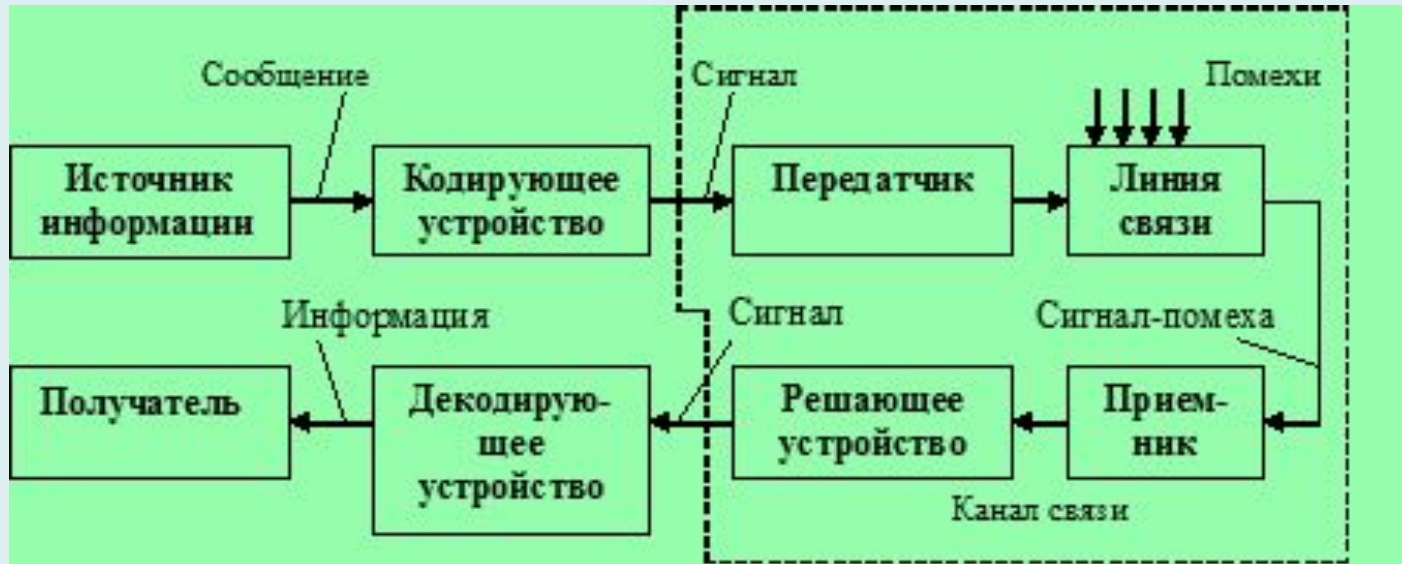 Сообщение
Сигнал
Помехи
Источник
информации
Кодирующее
устройство
Передатчик
Линия
связи
Информация
Сигнал
Сигнал-помеха
Получатель
Декодирую-
щее
устройство
Решающее
устройство
Прием-
ник
Канал связи